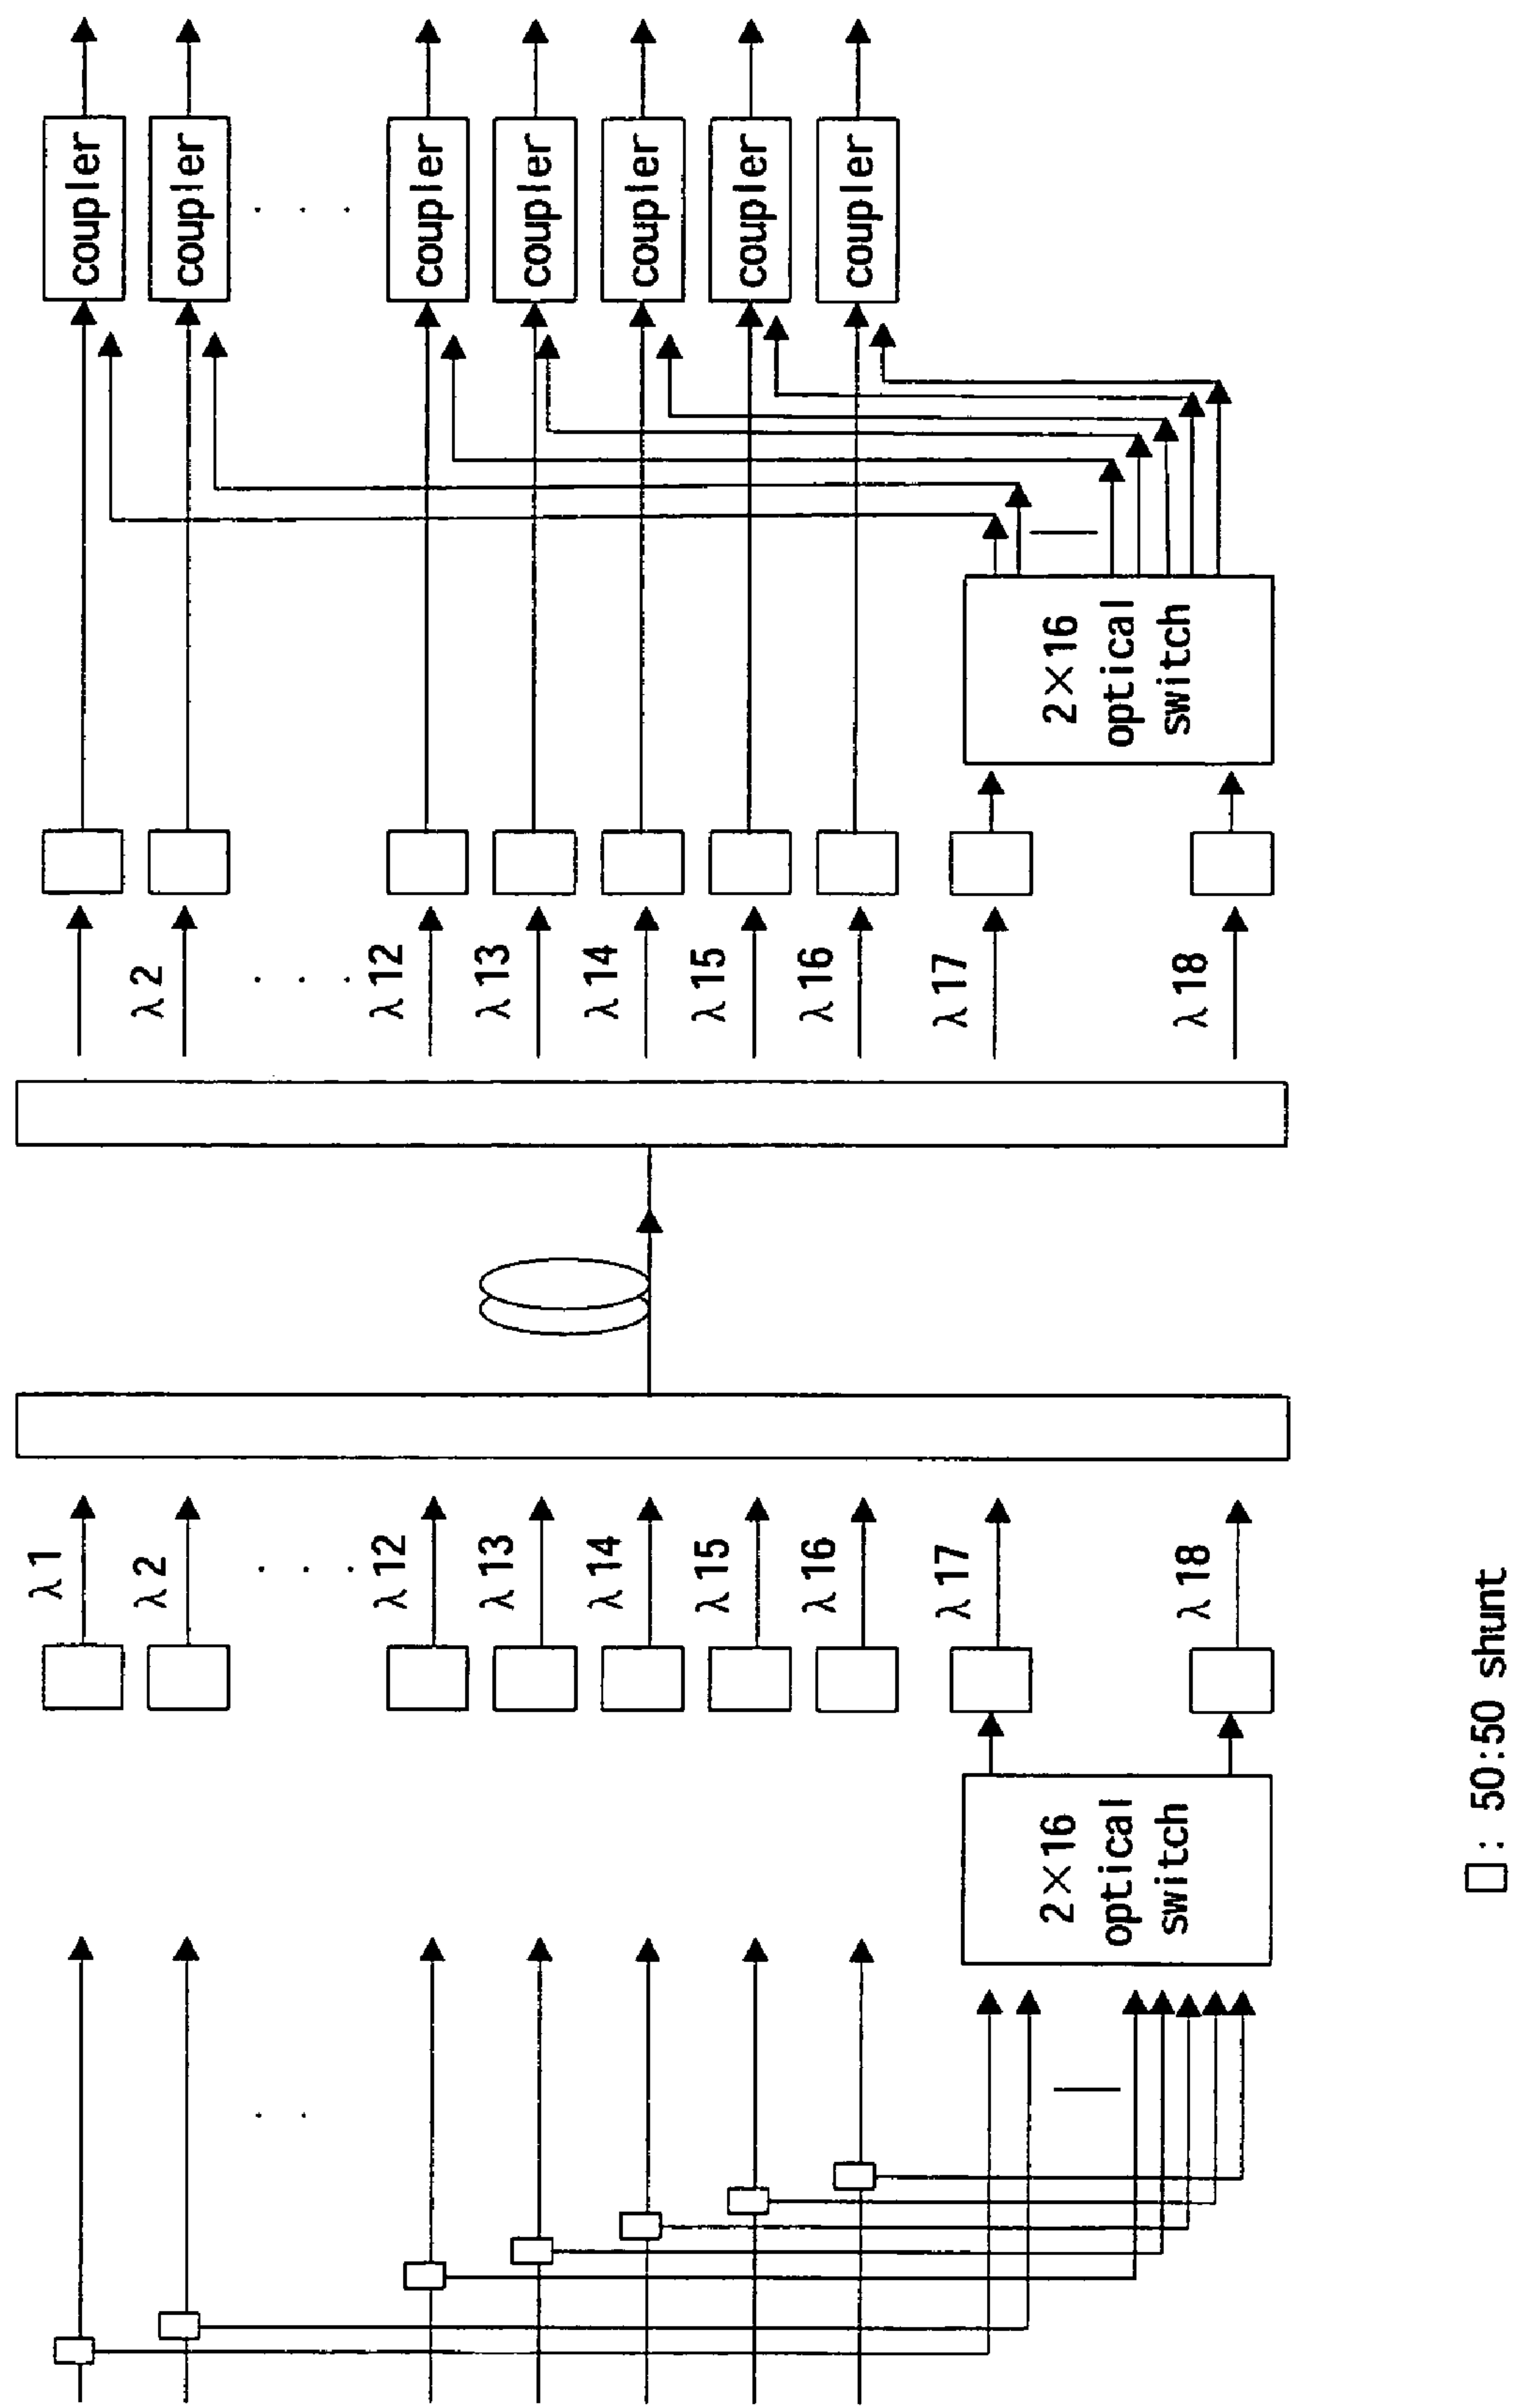 coupler
coupler
coupler
coupler
coupler
coupler
coupler
2×16
optical
switch
λ2
λ12
λ13
λ14
λ15
λ16
λ17
λ18
λ1
λ2
λ12
λ13
λ14
λ15
λ16
λ17
λ18
2×16
optical
switch
□: 50:50 shunt